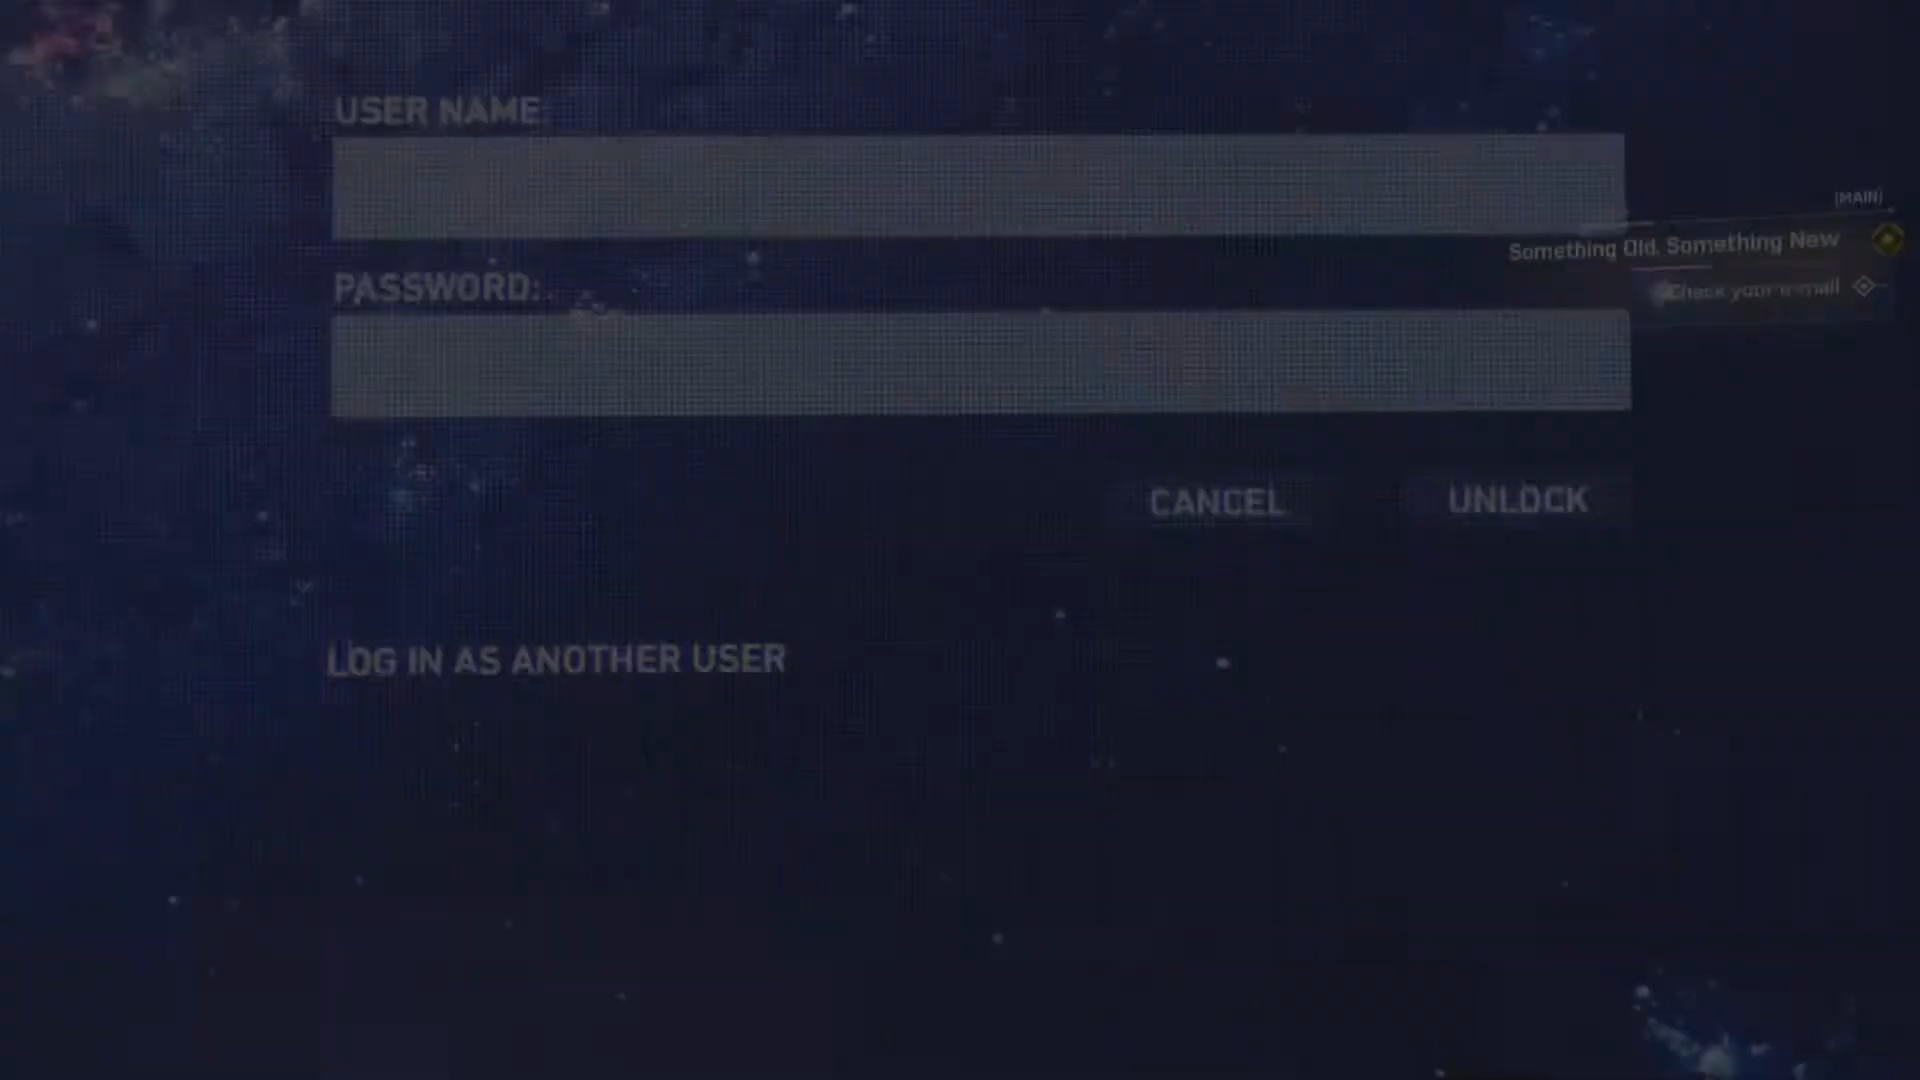 USER NAME
[MAIN]
Something Old, Something New
PASSWORD:
Check your e-mail
CANCEL
UNLOCK
LOG IN AS ANOTHER USER